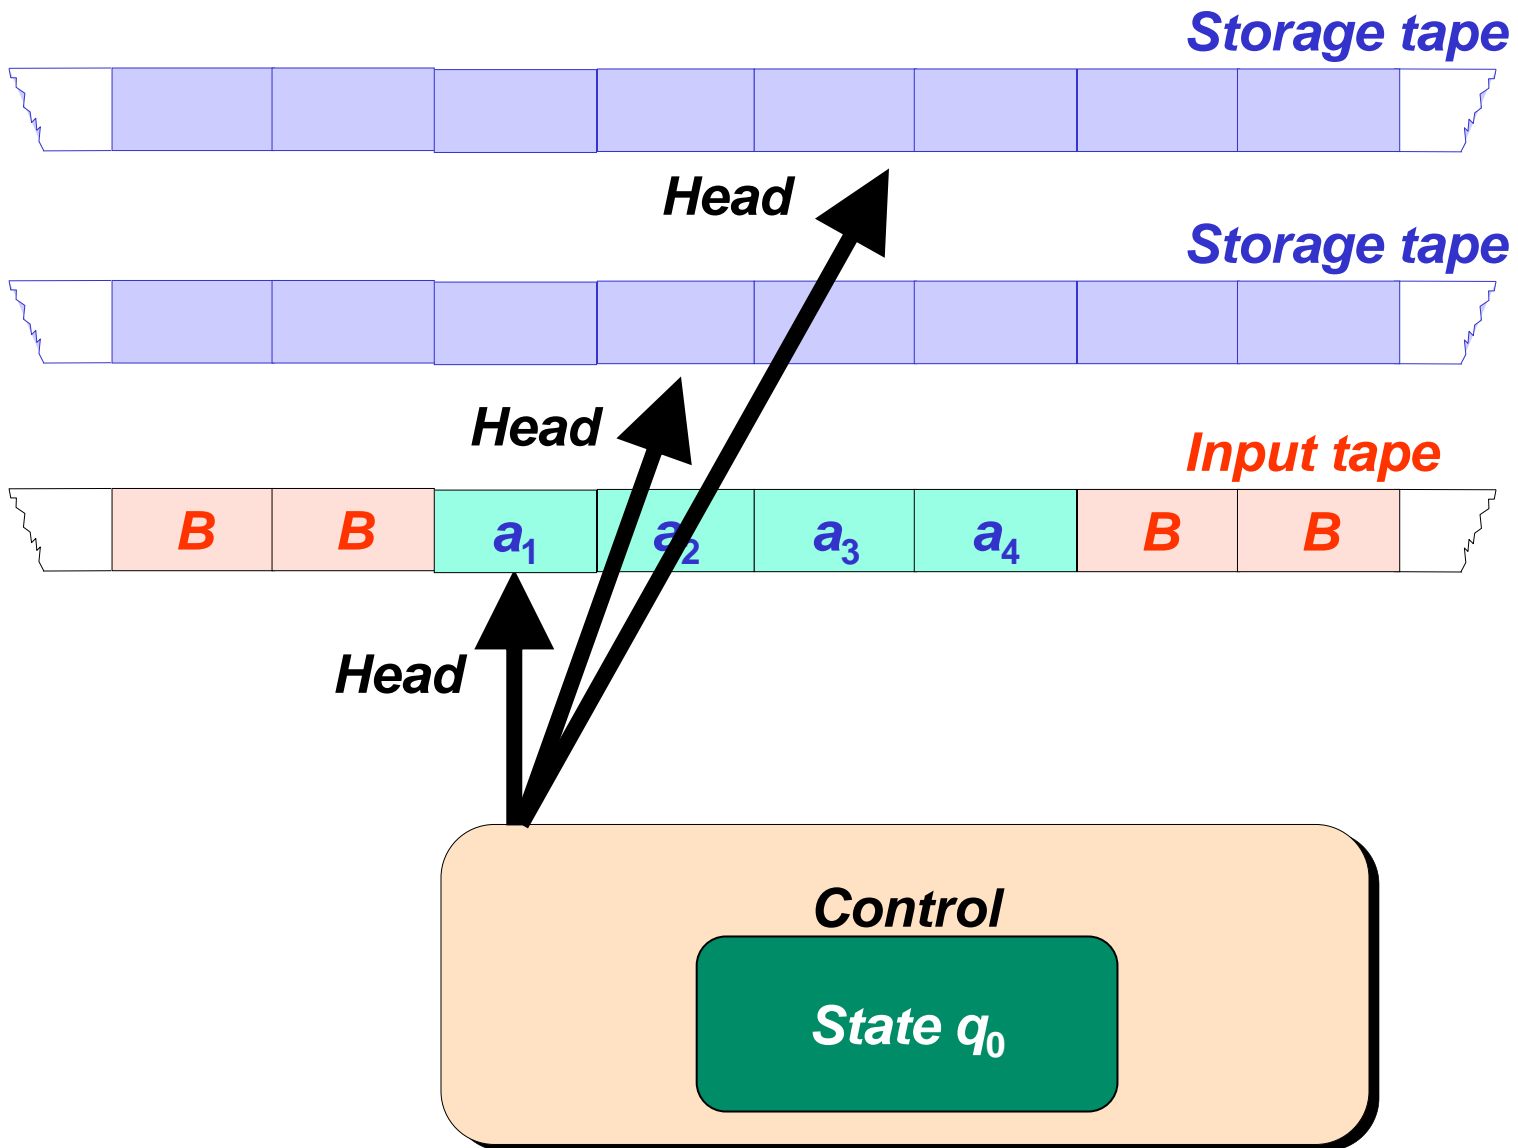 Storage tape
Head
Storage tape
Head
Input tape
B B a₁ a₂ a₃ a₄ B B
Head
Control
State q₀